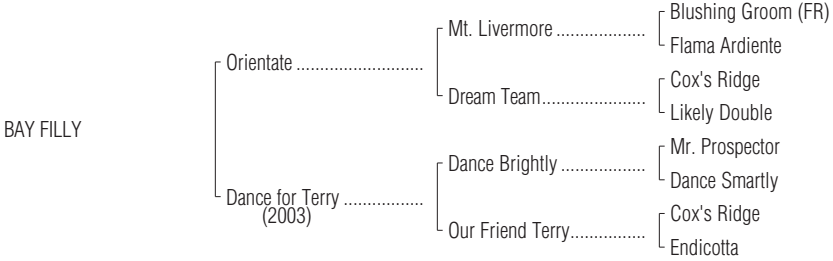 Blushing Groom (FR)
Mt. Livermore ....................
Flama Ardiente
Orientate ............................
Cox's Ridge
Dream Team.......................
Likely Double
BAY FILLY
Mr. Prospector
Dance Brightly ...................
Dance Smartly
Dance for Terry ..................
(2003)
Cox's Ridge
Our Friend Terry.................
Endicotta